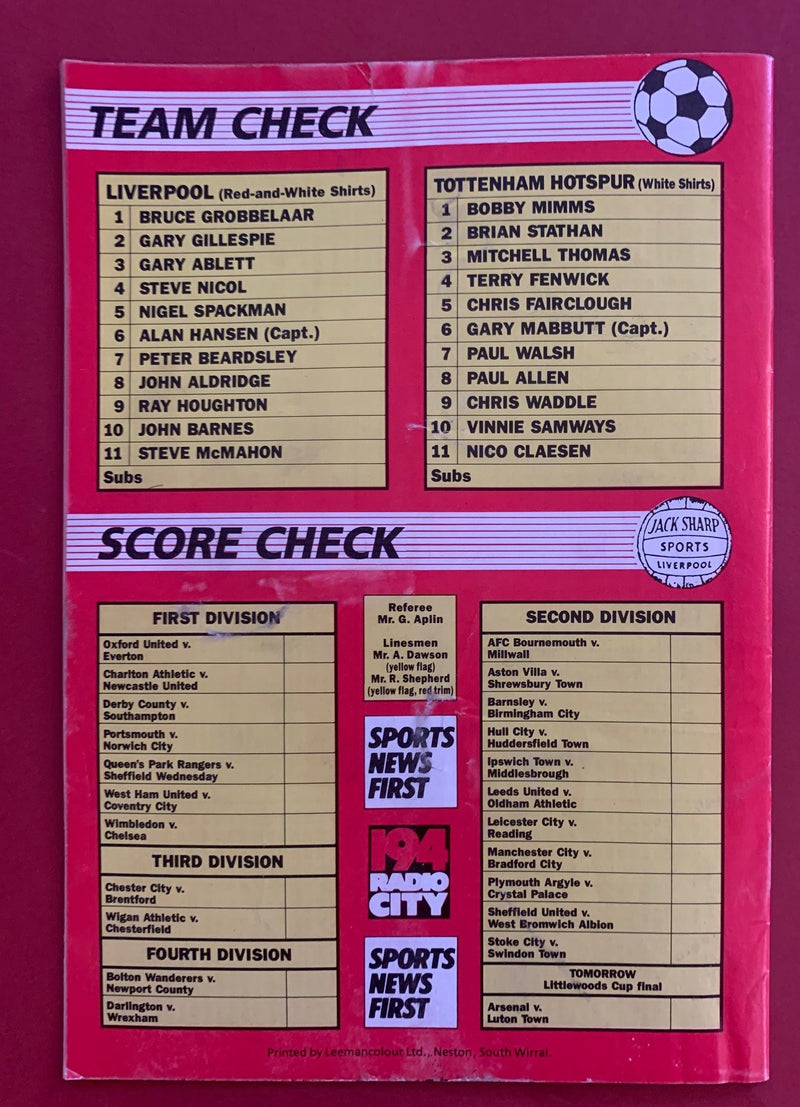 TEAM CHECK
LIVERPOOL (Red-and-White Shirts)
1 BRUCE GROBBELAAR
2 GARY GILLESPIE
3 GARY ABLETT
4 STEVE NICOL
5 NIGEL SPACKMAN
6 ALAN HANSEN (Capt.)
7 PETER BEARDSLEY
8 JOHN ALDRIDGE
9 RAY HOUGHTON
10 JOHN BARNES
11 STEVE McMAHON
Subs
TOTTENHAM HOTSPUR (White Shirts)
1 BOBBY MIMMS
2 BRIAN STATHAN
3 MITCHELL THOMAS
4 TERRY FENWICK
5 CHRIS FAIRCLOUGH
6 GARY MABBUTT (Capt.)
7 PAUL WALSH
8 PAUL ALLEN
9 CHRIS WADDLE
10 VINNIE SAMWAYS
11 NICO CLAESEN
Subs
SCORE CHECK
JACK SHARP
SPORTS
LIVERPOOL
FIRST DIVISION
Oxford United v.
Everton
Charlton Athletic v.
Newcastle United
Derby County v.
Southampton
Portsmouth v.
Norwich City
Queen's Park Rangers v.
Sheffield Wednesday
West Ham United v.
Coventry City
Wimbledon v.
Chelsea
THIRD DIVISION
Chester City v.
Brentford
Wigan Athletic v.
Chesterfield
FOURTH DIVISION
Bolton Wanderers v.
Newport County
Darlington v.
Wrexham
Referee
Mr. G. Aplin
Linesmen
Mr. A. Dawson
(yellow flag)
Mr. R. Shepherd
(yellow flag, red trim)
SPORTS
NEWS
FIRST
194
RADIO
CITY
SPORTS
NEWS
FIRST
SECOND DIVISION
AFC Bournemouth v.
Millwall
Aston Villa v.
Shrewsbury Town
Barnsley v.
Birmingham City
Hull City v.
Huddersfield Town
Ipswich Town v.
Middlesbrough
Leeds United v.
Oldham Athletic
Leicester City v.
Reading
Manchester City v.
Bradford City
Plymouth Argyle v.
Crystal Palace
Sheffield United v.
West Bromwich Albion
Stoke City v.
Swindon Town
TOMORROW
Littlewoods Cup final
Arsenal v.
Luton Town
Printed by Leemancolour Ltd., Neston, South Wirral.